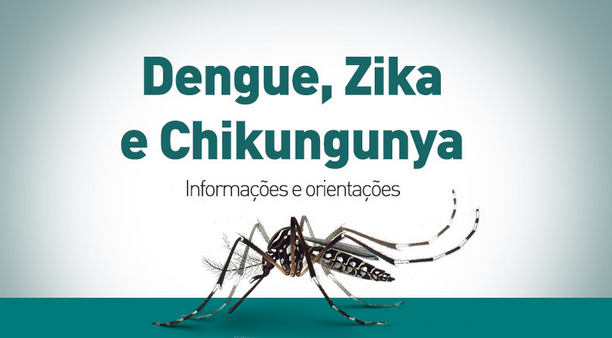 Dengue, Zika
e Chikungunya
Informações e orientações